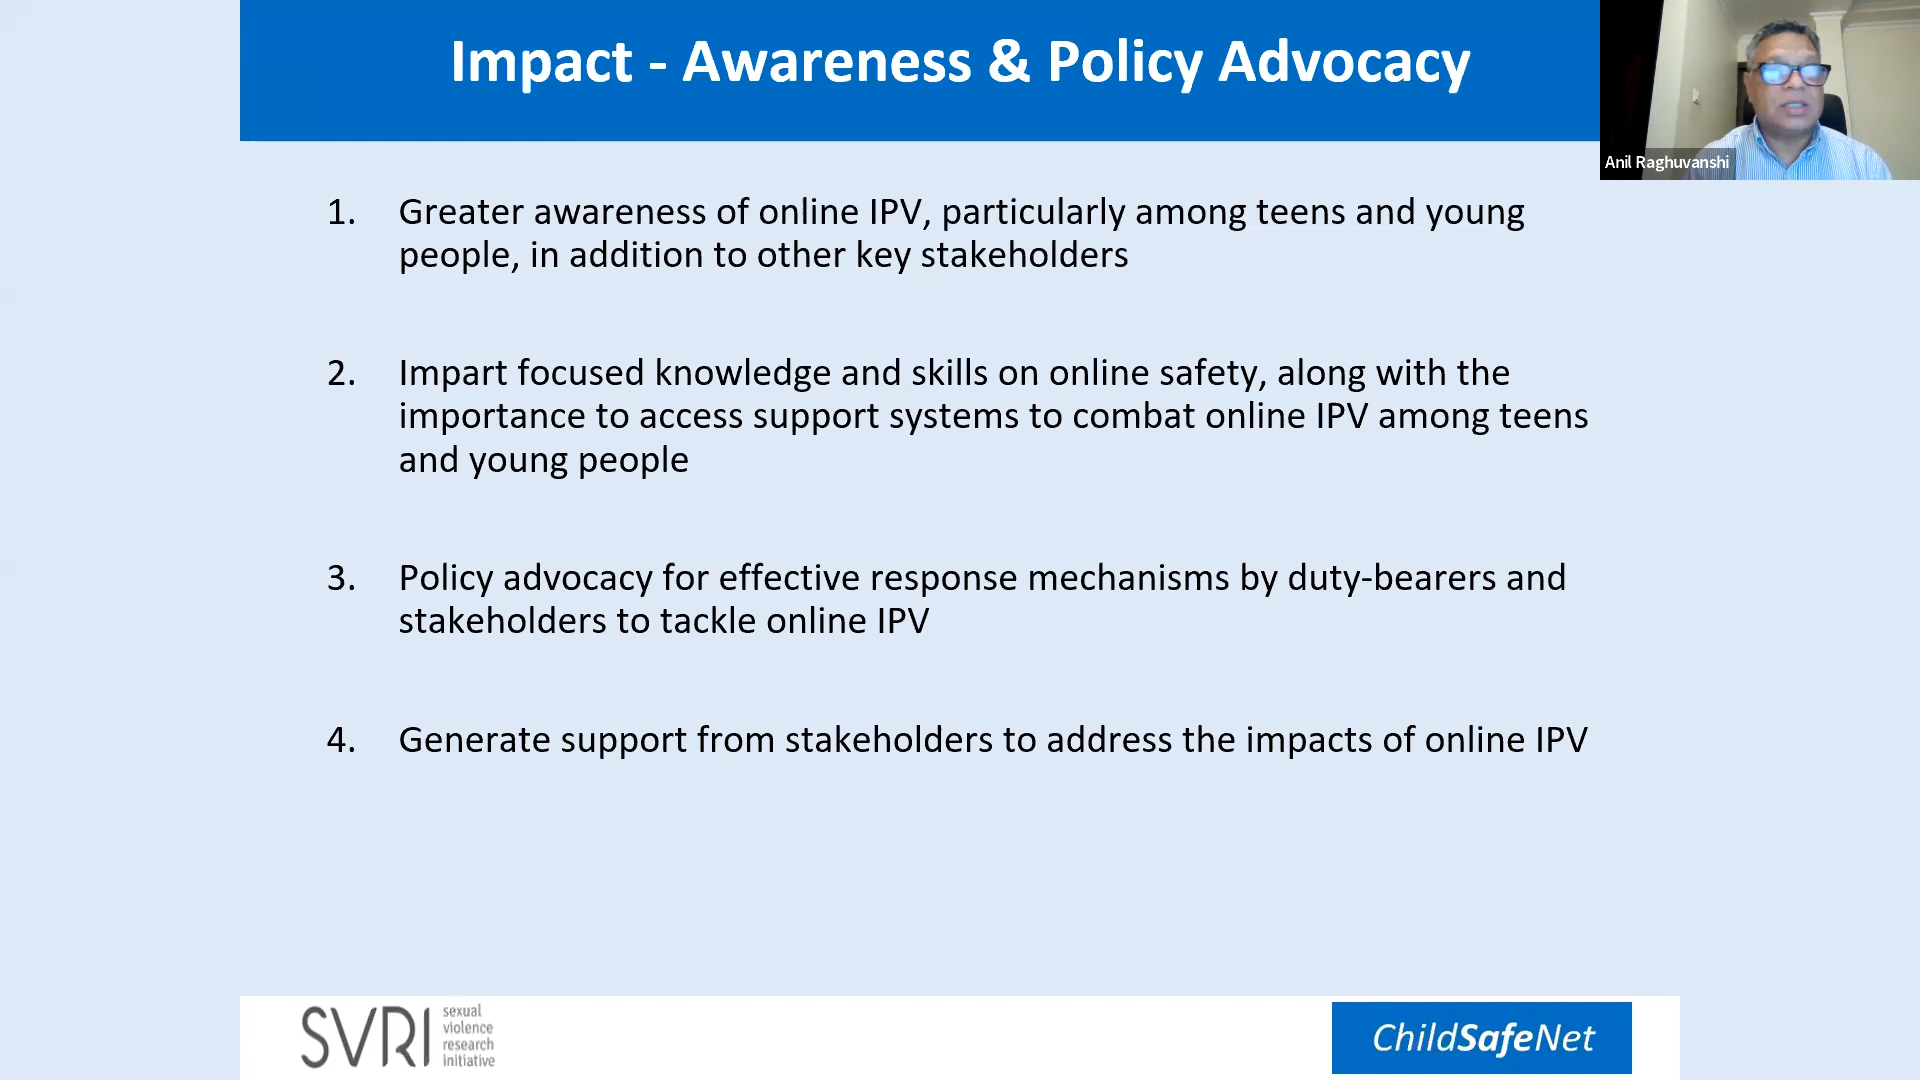 Impact - Awareness & Policy Advocacy
Anil Raghuvanshi
1. Greater awareness of online IPV, particularly among teens and young
people, in addition to other key stakeholders
2. Impart focused knowledge and skills on online safety, along with the
importance to access support systems to combat online IPV among teens
and young people
3. Policy advocacy for effective response mechanisms by duty-bearers and
stakeholders to tackle online IPV
4. Generate support from stakeholders to address the impacts of online IPV
SVRI
sexual
violence
research
initiative
ChildSafeNet